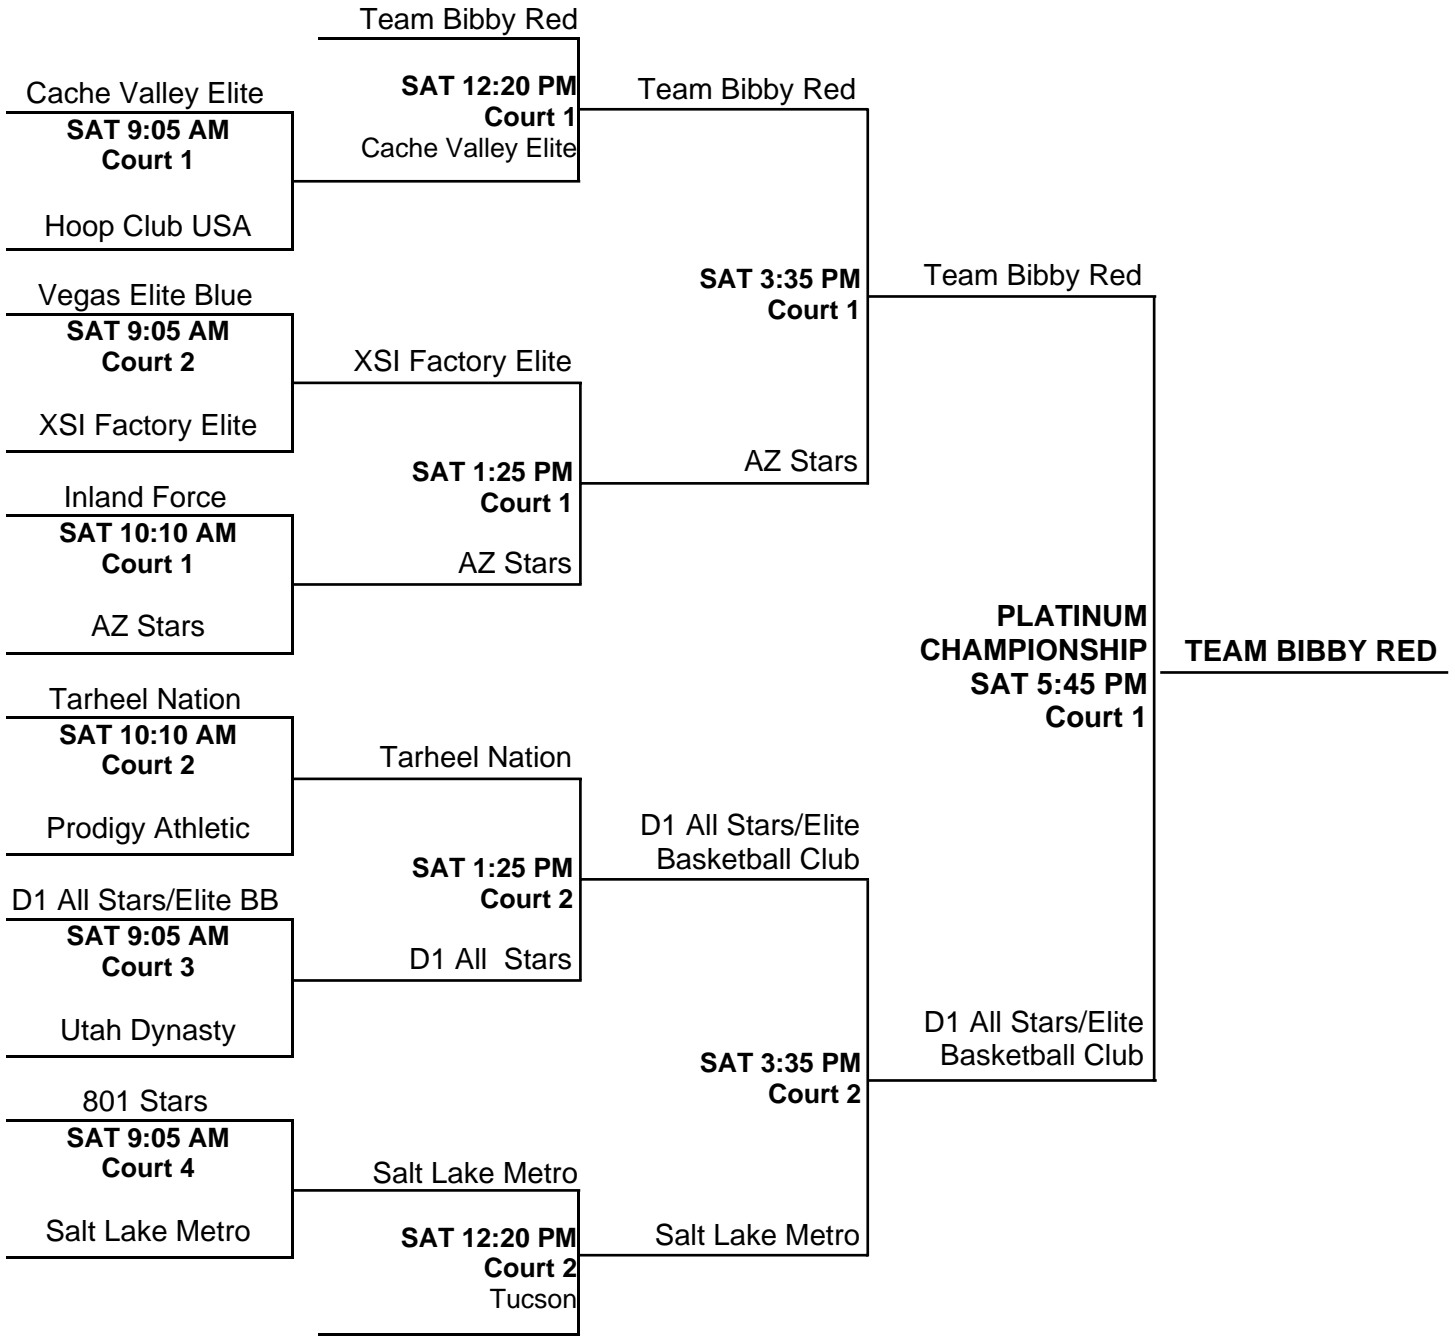 Team Bibby Red
Cache Valley Elite
SAT 9:05 AM
Court 1
Hoop Club USA
SAT 12:20 PM
Court 1
Cache Valley Elite
Team Bibby Red
Vegas Elite Blue
SAT 9:05 AM
Court 2
XSI Factory Elite
XSI Factory Elite
SAT 3:35 PM
Court 1
Team Bibby Red
Inland Force
SAT 10:10 AM
Court 1
AZ Stars
SAT 1:25 PM
Court 1
AZ Stars
AZ Stars
PLATINUM
CHAMPIONSHIP
SAT 5:45 PM
Court 1
TEAM BIBBY RED
Tarheel Nation
SAT 10:10 AM
Court 2
Prodigy Athletic
Tarheel Nation
SAT 1:25 PM
Court 2
D1 All Stars/Elite
Basketball Club
D1 All Stars/Elite BB
SAT 9:05 AM
Court 3
Utah Dynasty
D1 All  Stars
SAT 3:35 PM
Court 2
D1 All Stars/Elite
Basketball Club
801 Stars
SAT 9:05 AM
Court 4
Salt Lake Metro
Salt Lake Metro
SAT 12:20 PM
Court 2
Tucson
Salt Lake Metro